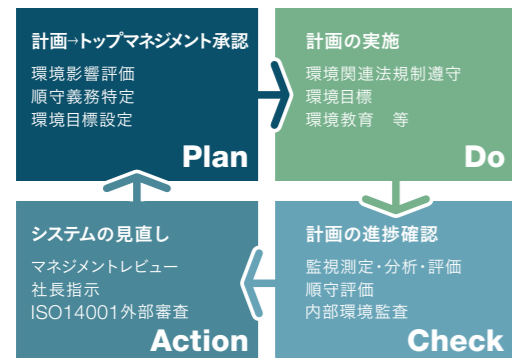 計画→トップマネジメント承認
環境影響評価
順守義務特定
環境目標設定
Plan
計画の実施
環境関連法規制遵守
環境目標
環境教育　等
Do
計画の進捗確認
監視測定・分析・評価
順守評価
内部環境監査
Check
システムの見直し
マネジメントレビュー
社長指示
ISO14001外部審査
Action